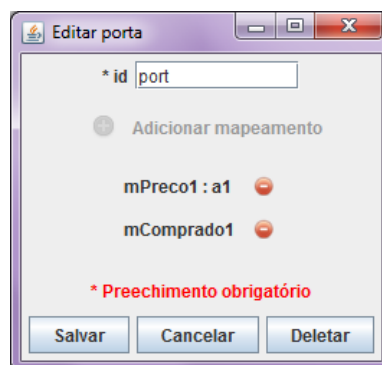 Editar porta
* id port
Adicionar mapeamento
mPreco1 : a1
mComprado1
* Preechimento obrigatório
Salvar Cancelar Deletar